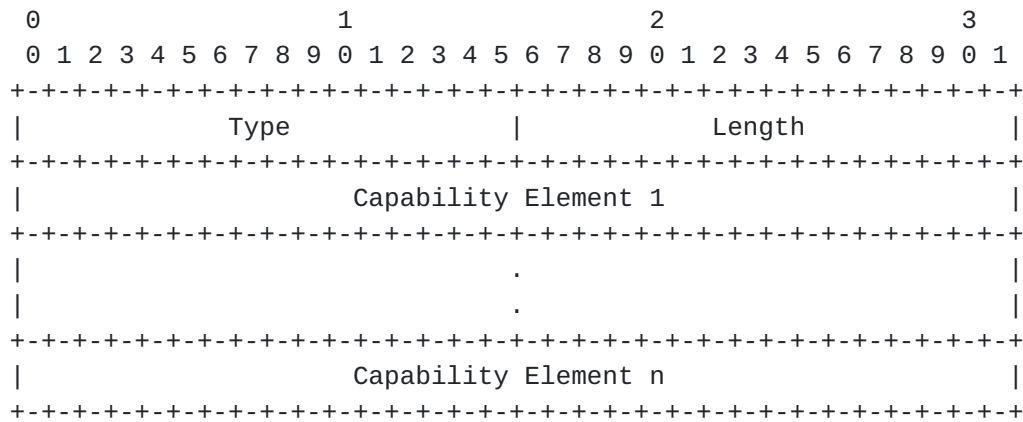 0                   1                   2                   3
 0 1 2 3 4 5 6 7 8 9 0 1 2 3 4 5 6 7 8 9 0 1 2 3 4 5 6 7 8 9 0 1
+-+-+-+-+-+-+-+-+-+-+-+-+-+-+-+-+-+-+-+-+-+-+-+-+-+-+-+-+-+-+-+-+
|             Type              |            Length             |
+-+-+-+-+-+-+-+-+-+-+-+-+-+-+-+-+-+-+-+-+-+-+-+-+-+-+-+-+-+-+-+-+
|                     Capability Element 1                      |
+-+-+-+-+-+-+-+-+-+-+-+-+-+-+-+-+-+-+-+-+-+-+-+-+-+-+-+-+-+-+-+-+
|                               .                               |
|                               .                               |
+-+-+-+-+-+-+-+-+-+-+-+-+-+-+-+-+-+-+-+-+-+-+-+-+-+-+-+-+-+-+-+-+
|                     Capability Element n                      |
+-+-+-+-+-+-+-+-+-+-+-+-+-+-+-+-+-+-+-+-+-+-+-+-+-+-+-+-+-+-+-+-+